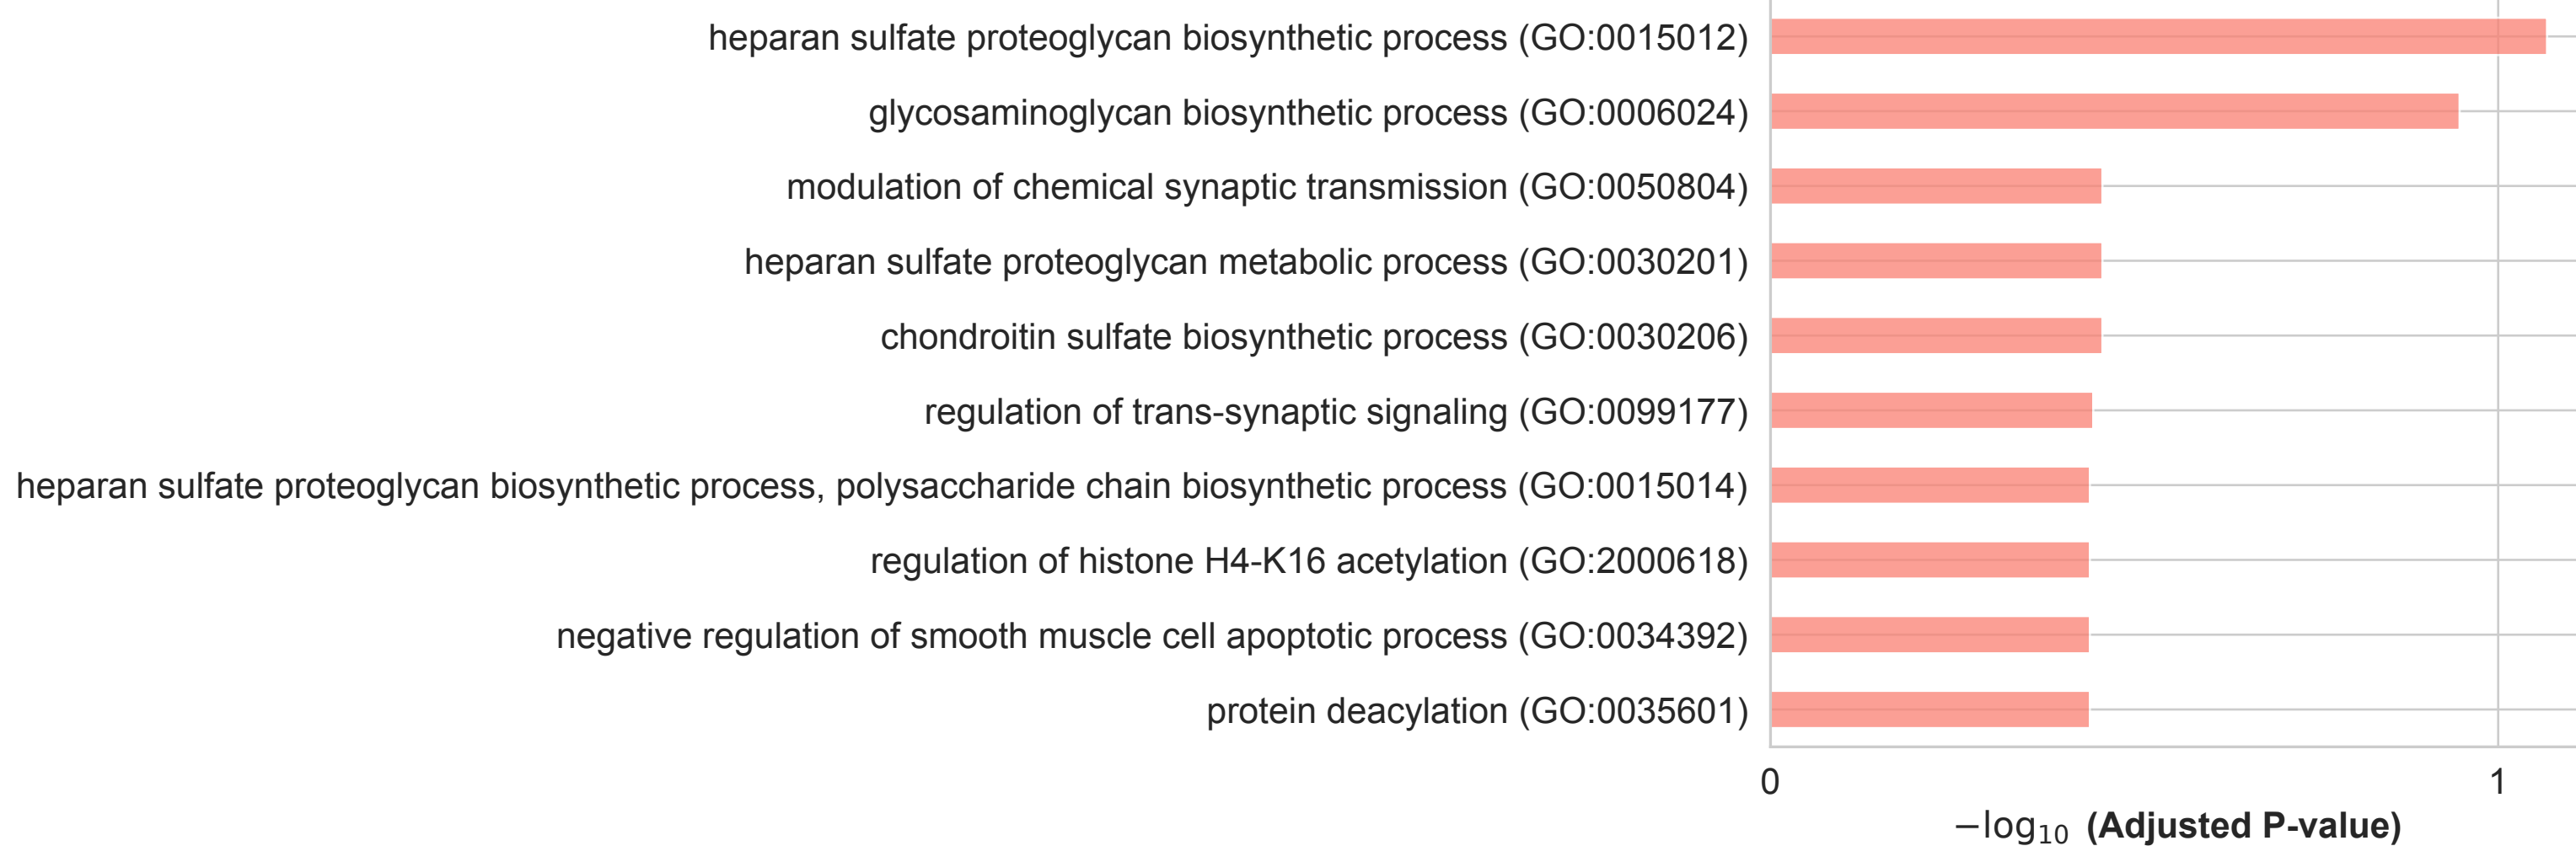 heparan sulfate proteoglycan biosynthetic process (GO:0015012)
glycosaminoglycan biosynthetic process (GO:0006024)
modulation of chemical synaptic transmission (GO:0050804)
heparan sulfate proteoglycan metabolic process (GO:0030201)
chondroitin sulfate biosynthetic process (GO:0030206)
regulation of trans-synaptic signaling (GO:0099177)
heparan sulfate proteoglycan biosynthetic process, polysaccharide chain biosynthetic process (GO:0015014)
regulation of histone H4-K16 acetylation (GO:2000618)
negative regulation of smooth muscle cell apoptotic process (GO:0034392)
protein deacylation (GO:0035601)
0 1
−log₁₀ (Adjusted P-value)